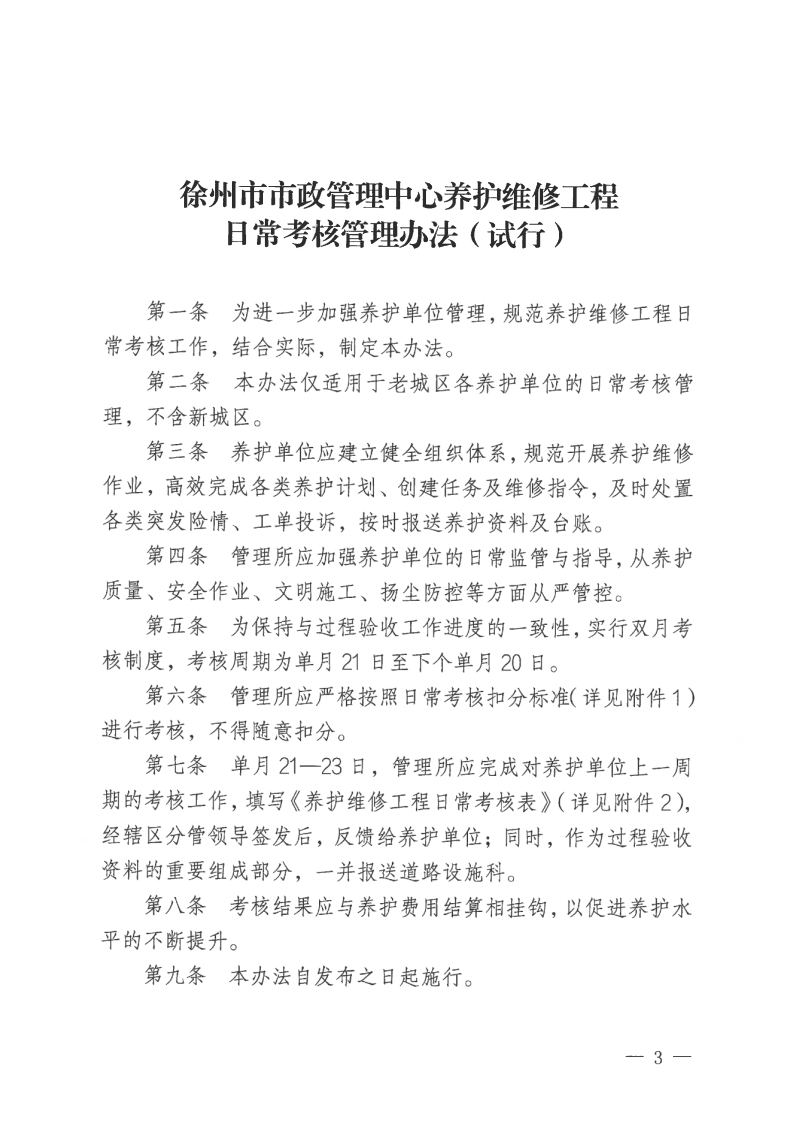 徐州市市政管理中心养护维修工程
日常考核管理办法（试行）
第一条　为进一步加强养护单位管理，规范养护维修工程日
常考核工作，结合实际，制定本办法。
第二条　本办法仅适用于老城区各养护单位的日常考核管
理，不含新城区。
第三条　养护单位应建立健全组织体系，规范开展养护维修
作业，高效完成各类养护计划、创建任务及维修指令，及时处置
各类突发险情、工单投诉，按时报送养护资料及台账。
第四条　管理所应加强养护单位的日常监管与指导，从养护
质量、安全作业、文明施工、扬尘防控等方面从严管控。
第五条　为保持与过程验收工作进度的一致性，实行双月考
核制度，考核周期为单月21日至下个单月20日。
第六条　管理所应严格按照日常考核扣分标准（详见附件1）
进行考核，不得随意扣分。
第七条　单月21—23日，管理所应完成对养护单位上一周
期的考核工作，填写《养护维修工程日常考核表》（详见附件2），
经辖区分管领导签发后，反馈给养护单位；同时，作为过程验收
资料的重要组成部分，一并报送道路设施科。
第八条　考核结果应与养护费用结算相挂钩，以促进养护水
平的不断提升。
第九条　本办法自发布之日起施行。
— 3 —